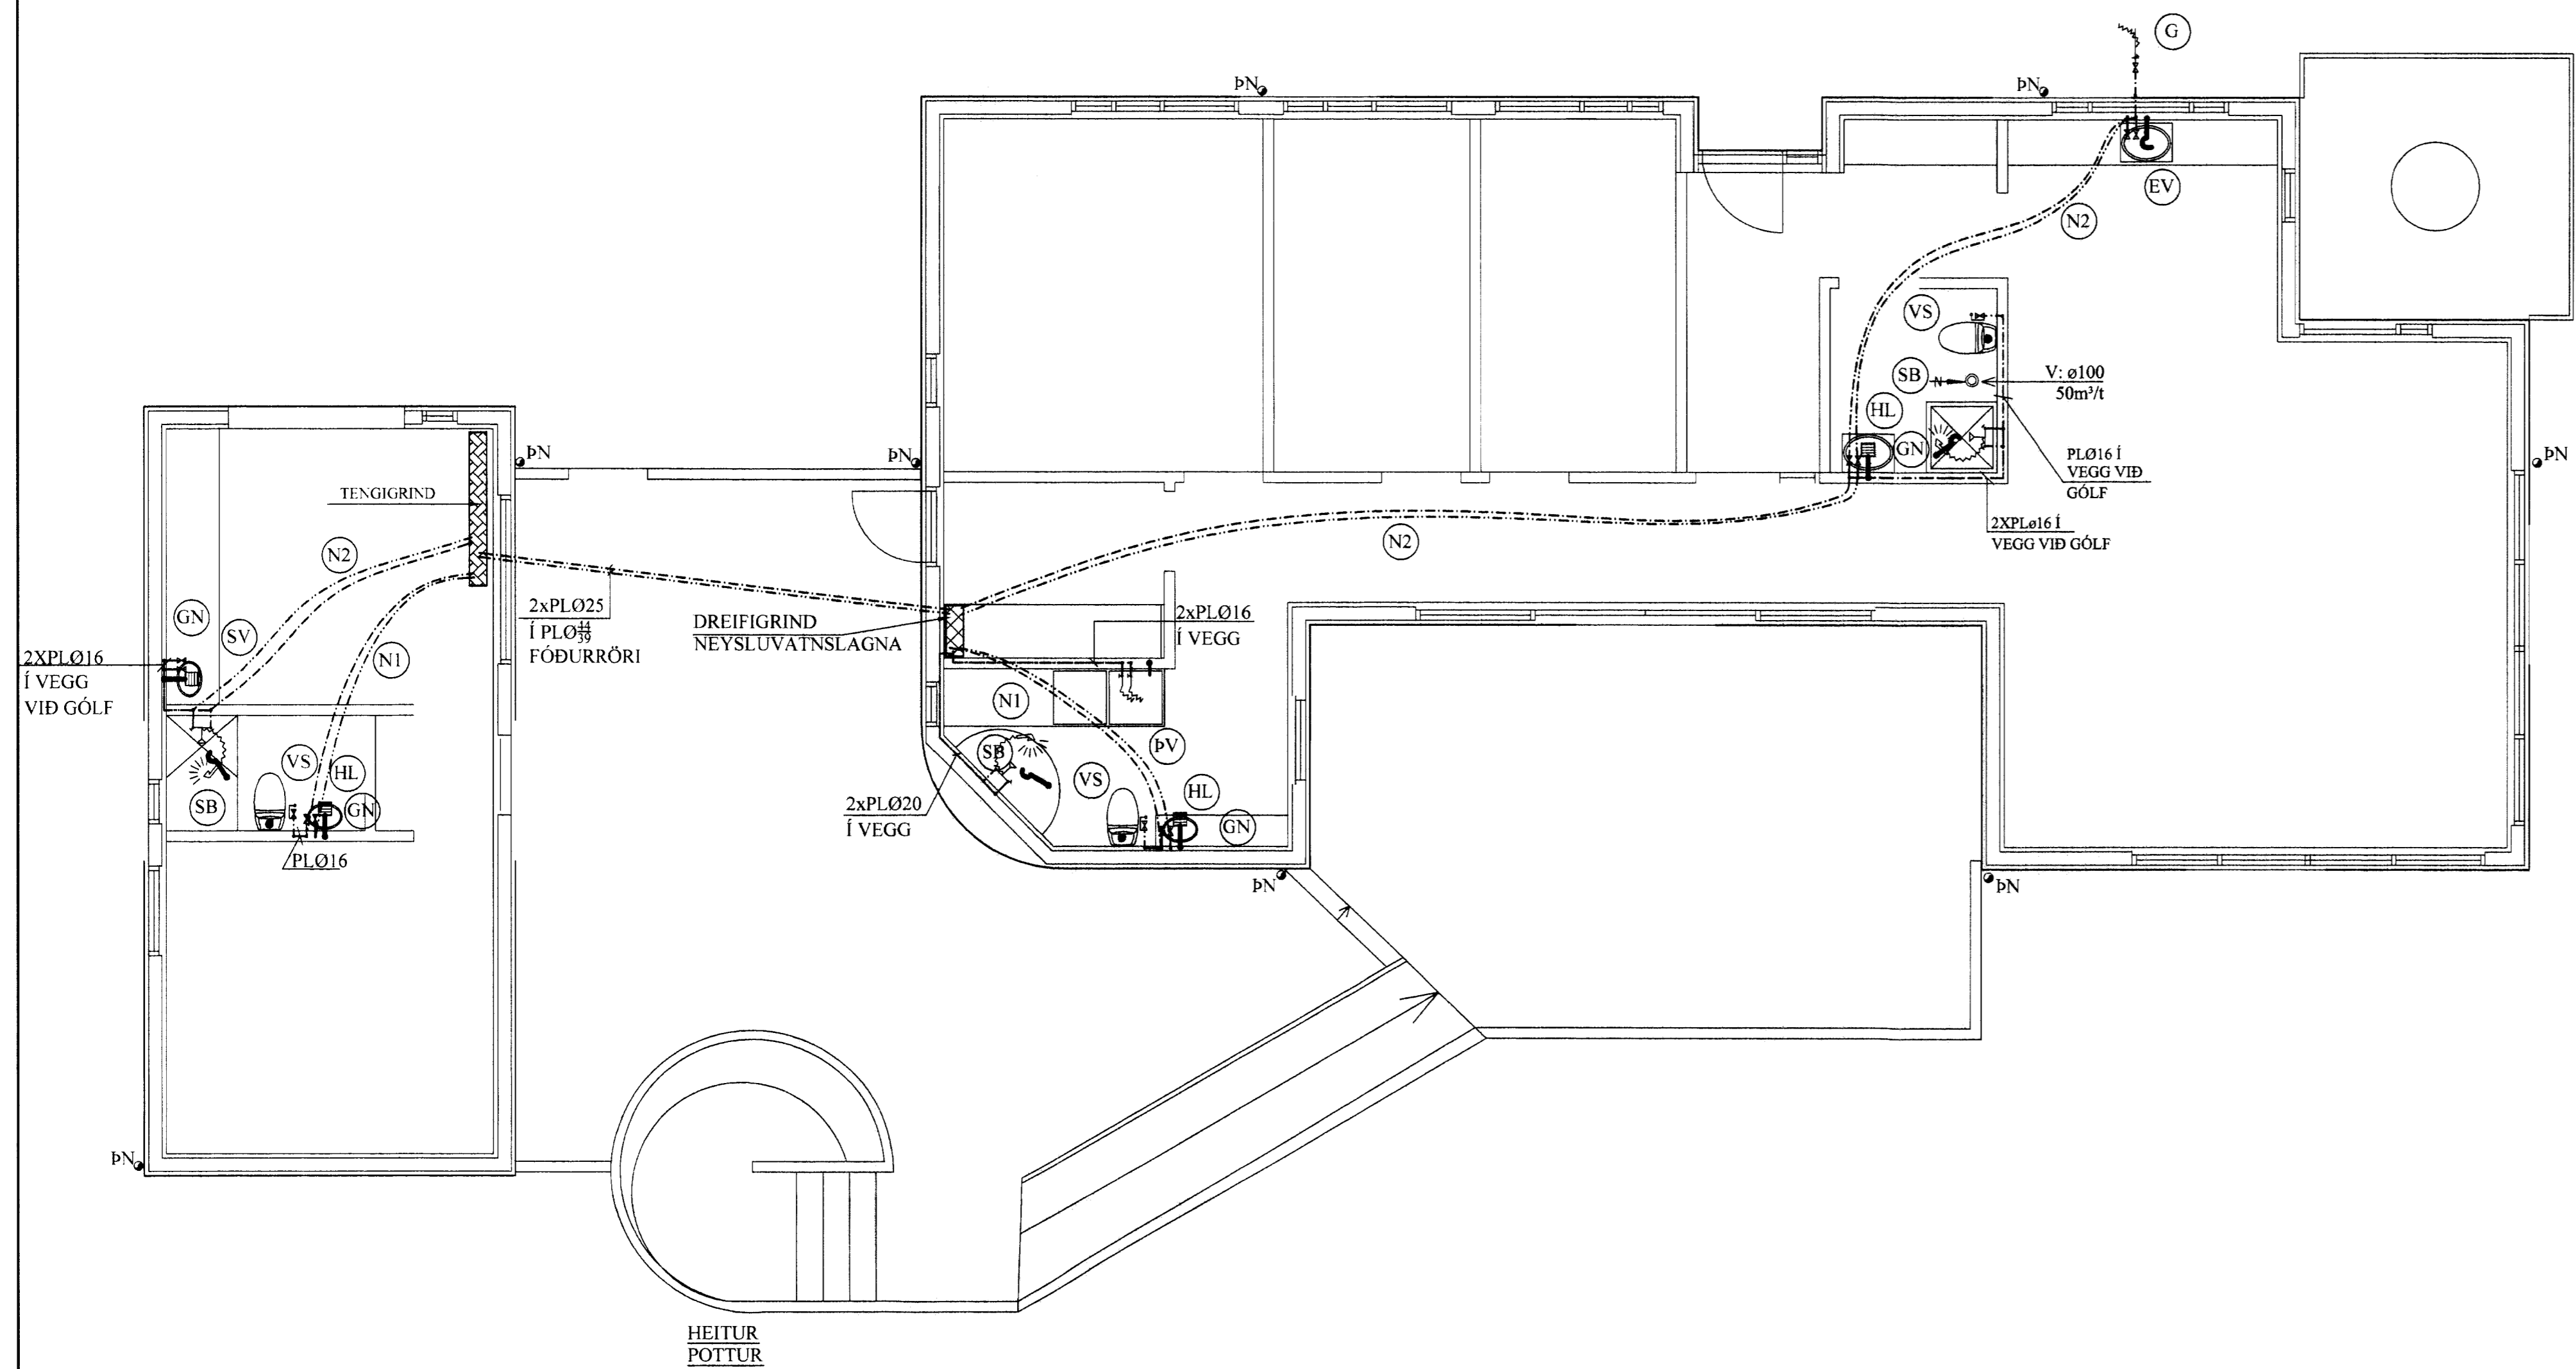 G
ÞN
ÞN
EV
N2
VS
SB
N
V: ø100
50m³/t
HL
GN
PLØ16 Í
VEGG VIÐ
GÓLF
2XPLø16 Í
VEGG VIÐ GÓLF
ÞN
ÞN
ÞN
TENGIGRIND
N2
N2
GN
SV
N1
2xPLØ25
Í PLØ44/39
FÓÐURRÖRI
DREIFIGRIND
NEYSLUVATNSLAGNA
2xPLØ16
Í VEGG
2XPLØ16
Í VEGG
VIÐ GÓLF
N1
SB
ÞV
VS
HL
GN
2xPLØ20
Í VEGG
VS
HL
SB
GN
PLØ16
ÞN
ÞN
ÞN
HEITUR
POTTUR